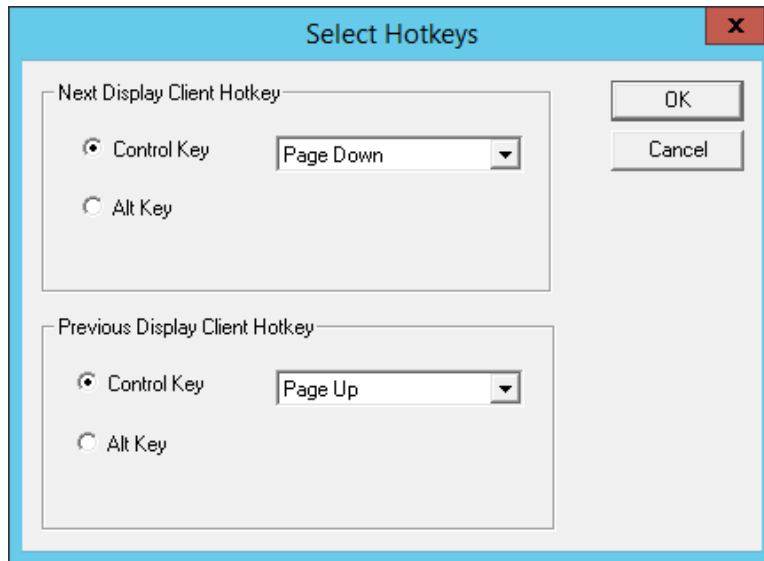 Select Hotkeys
x
Next Display Client Hotkey
Control Key
Page Down
Alt Key
OK
Cancel
Previous Display Client Hotkey
Control Key
Page Up
Alt Key